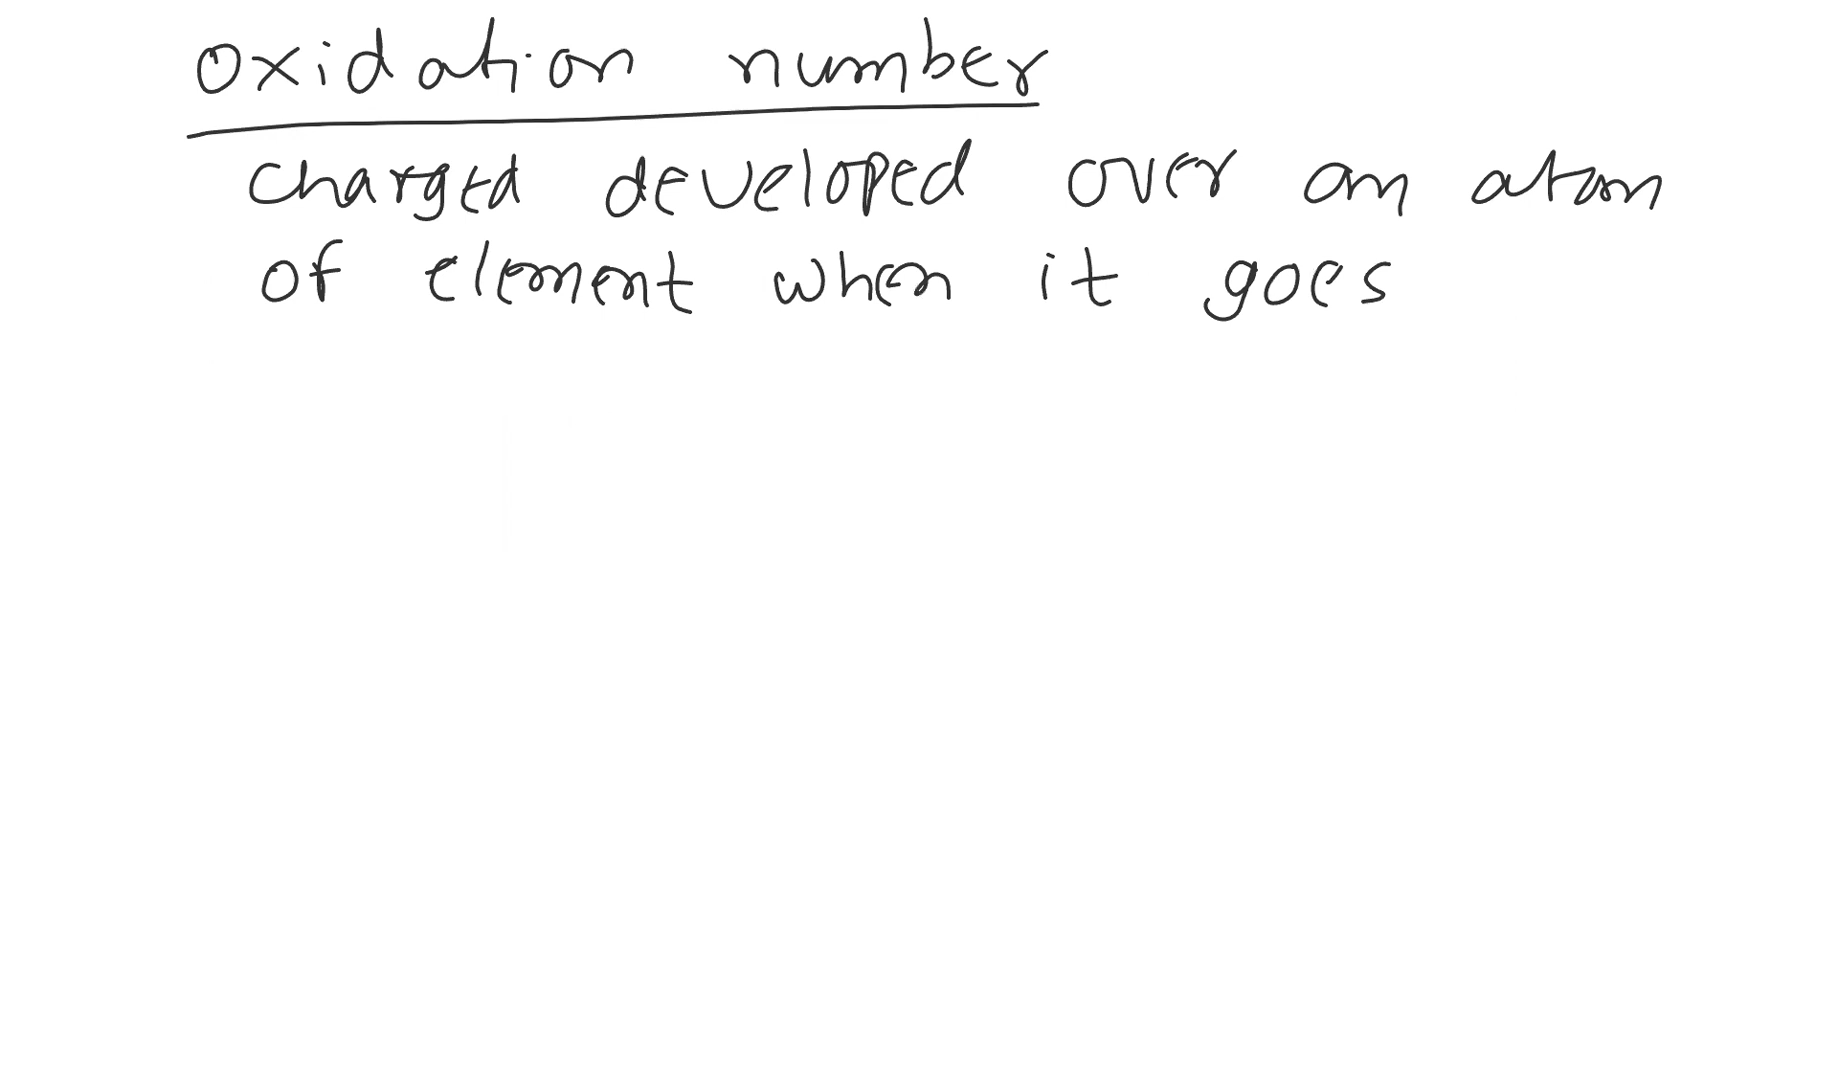 oxidation number
charged developed over an atom
of element when it goes